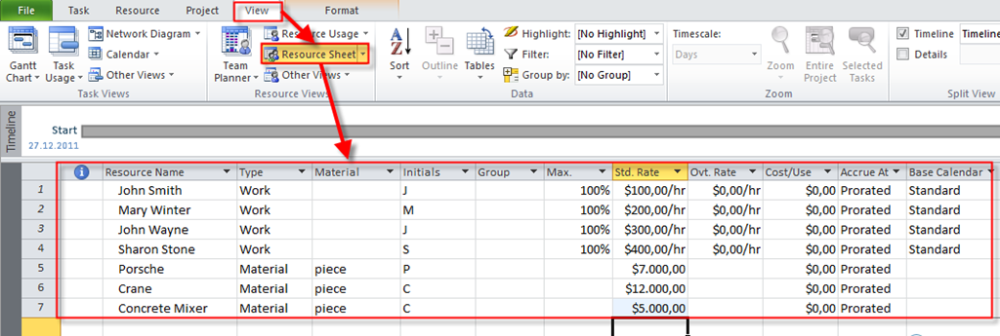 File Task Resource Project View Format
Network Diagram Resource Usage Highlight: [No Highlight] Timescale: Timeline Timeline
Calendar Resource Sheet Filter: [No Filter] Days Details
Gantt Chart Task Usage Other Views Team Planner Other Views Sort Outline Tables Group by: [No Group] Zoom Entire Project Selected Tasks
Task Views Resource Views Data Zoom Split View
Timeline
Start
27.12.2011
Resource Name Type Material Initials Group Max. Std. Rate Ovt. Rate Cost/Use Accrue At Base Calendar
1 John Smith Work J 100% $100,00/hr $0,00/hr $0,00 Prorated Standard
2 Mary Winter Work M 100% $200,00/hr $0,00/hr $0,00 Prorated Standard
3 John Wayne Work J 100% $300,00/hr $0,00/hr $0,00 Prorated Standard
4 Sharon Stone Work S 100% $400,00/hr $0,00/hr $0,00 Prorated Standard
5 Porsche Material piece P $7.000,00 $0,00 Prorated
6 Crane Material piece C $12.000,00 $0,00 Prorated
7 Concrete Mixer Material piece C $5.000,00 $0,00 Prorated